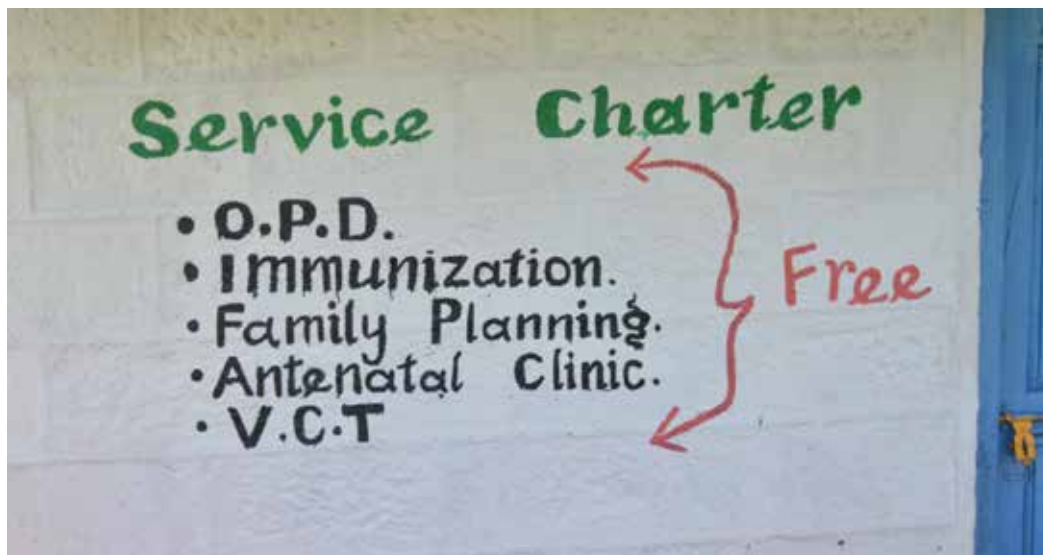 Service Charter
• O.P.D.
• Immunization.
• Family Planning.
• Antenatal Clinic.
• V.C.T
Free